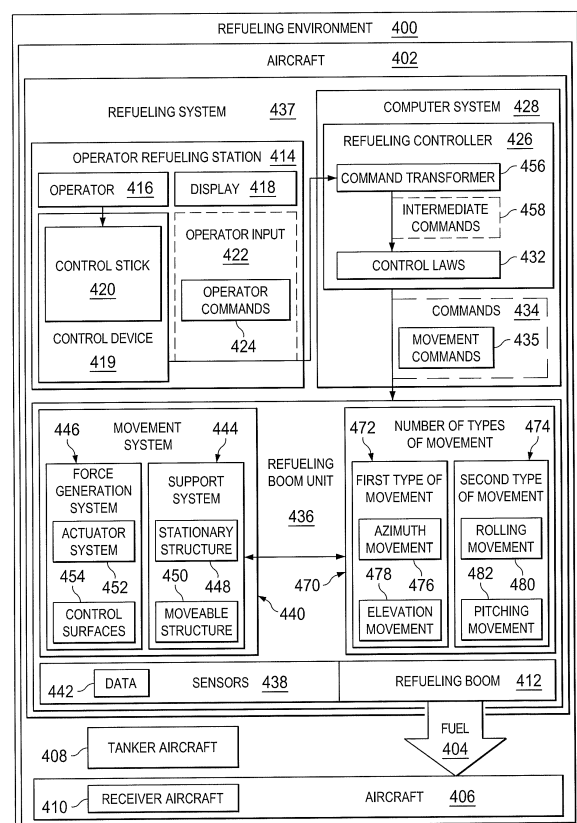 REFUELING ENVIRONMENT 400
AIRCRAFT 402
REFUELING SYSTEM 437
COMPUTER SYSTEM 428
REFUELING CONTROLLER 426
OPERATOR REFUELING STATION 414
OPERATOR 416
DISPLAY 418
COMMAND TRANSFORMER
456
INTERMEDIATE
COMMANDS
458
CONTROL LAWS
432
OPERATOR INPUT
422
CONTROL STICK
420
OPERATOR
COMMANDS
424
CONTROL DEVICE
419
COMMANDS 434
MOVEMENT
COMMANDS
435
446
MOVEMENT
SYSTEM
444
FORCE
GENERATION
SYSTEM
SUPPORT
SYSTEM
ACTUATOR
SYSTEM
STATIONARY
STRUCTURE
454
452
450
448
CONTROL
SURFACES
MOVEABLE
STRUCTURE
440
REFUELING
BOOM UNIT
436
470
472
NUMBER OF TYPES
OF MOVEMENT
474
FIRST TYPE OF
MOVEMENT
SECOND TYPE
OF MOVEMENT
AZIMUTH
MOVEMENT
ROLLING
MOVEMENT
478
476
482
480
ELEVATION
MOVEMENT
PITCHING
MOVEMENT
442
DATA
SENSORS 438
REFUELING BOOM 412
FUEL
404
408
TANKER AIRCRAFT
410
RECEIVER AIRCRAFT
AIRCRAFT 406